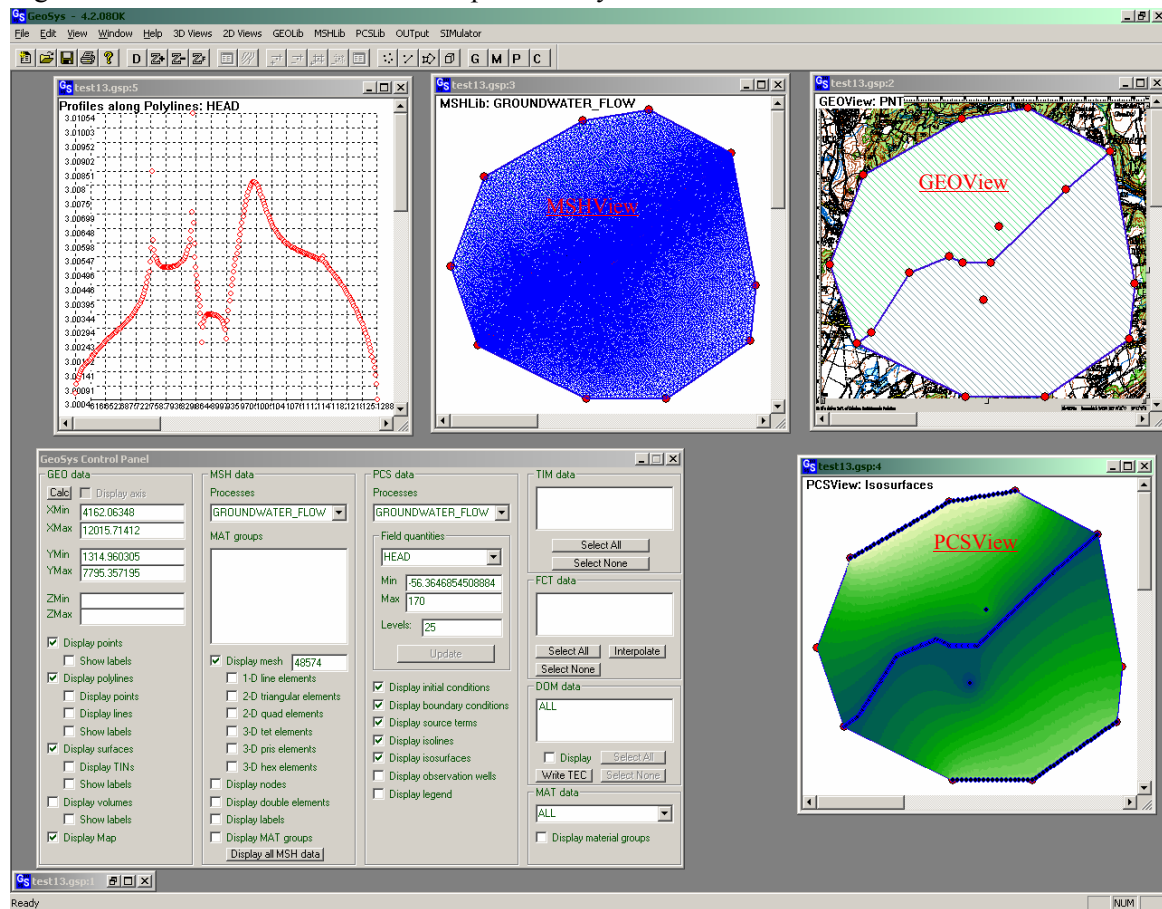 GeoSys - 4.2.08OK
File Edit View Window Help 3D Views 2D Views GEOLib MSHLib PCSLib OUTput SIMulator
D Z+ Z- Zr G M P C
test13.gsp:5
Profiles along Polylines: HEAD
3.01054
3.01003
3.00952
3.00902
3.00851
3.008
3.0075
3.00699
3.00648
3.00598
3.00547
3.00496
3.00446
3.00395
3.00344
3.00294
3.00243
3.00141
3.00091
3.0004
test13.gsp:3
MSHLib: GROUNDWATER_FLOW
MSHView
test13.gsp:2
GEOView: PNT
GEOView
GeoSys Control Panel
GEO data
Calc Display axis
XMin 4162.06348
XMax 12015.71412
YMin 1314.960305
YMax 7795.357195
ZMin
ZMax
Display points
Show labels
Display polylines
Display points
Display lines
Show labels
Display surfaces
Display TINs
Show labels
Display volumes
Show labels
Display Map
MSH data
Processes
GROUNDWATER_FLOW
MAT groups
Display mesh 48574
1-D line elements
2-D triangular elements
2-D quad elements
3-D tet elements
3-D pris elements
3-D hex elements
Display nodes
Display double elements
Display labels
Display MAT groups
Display all MSH data
PCS data
Processes
GROUNDWATER_FLOW
Field quantities
HEAD
Min -56.3646854508884
Max 170
Levels: 25
Update
Display initial conditions
Display boundary conditions
Display source terms
Display isolines
Display isosurfaces
Display observation wells
Display legend
TIM data
Select All
Select None
FCT data
Select All Interpolate
Select None
DOM data
ALL
Display Select All
Write TEC Select None
MAT data
ALL
Display material groups
test13.gsp:4
PCSView: Isosurfaces
PCSView
test13.gsp:1
Ready NUM